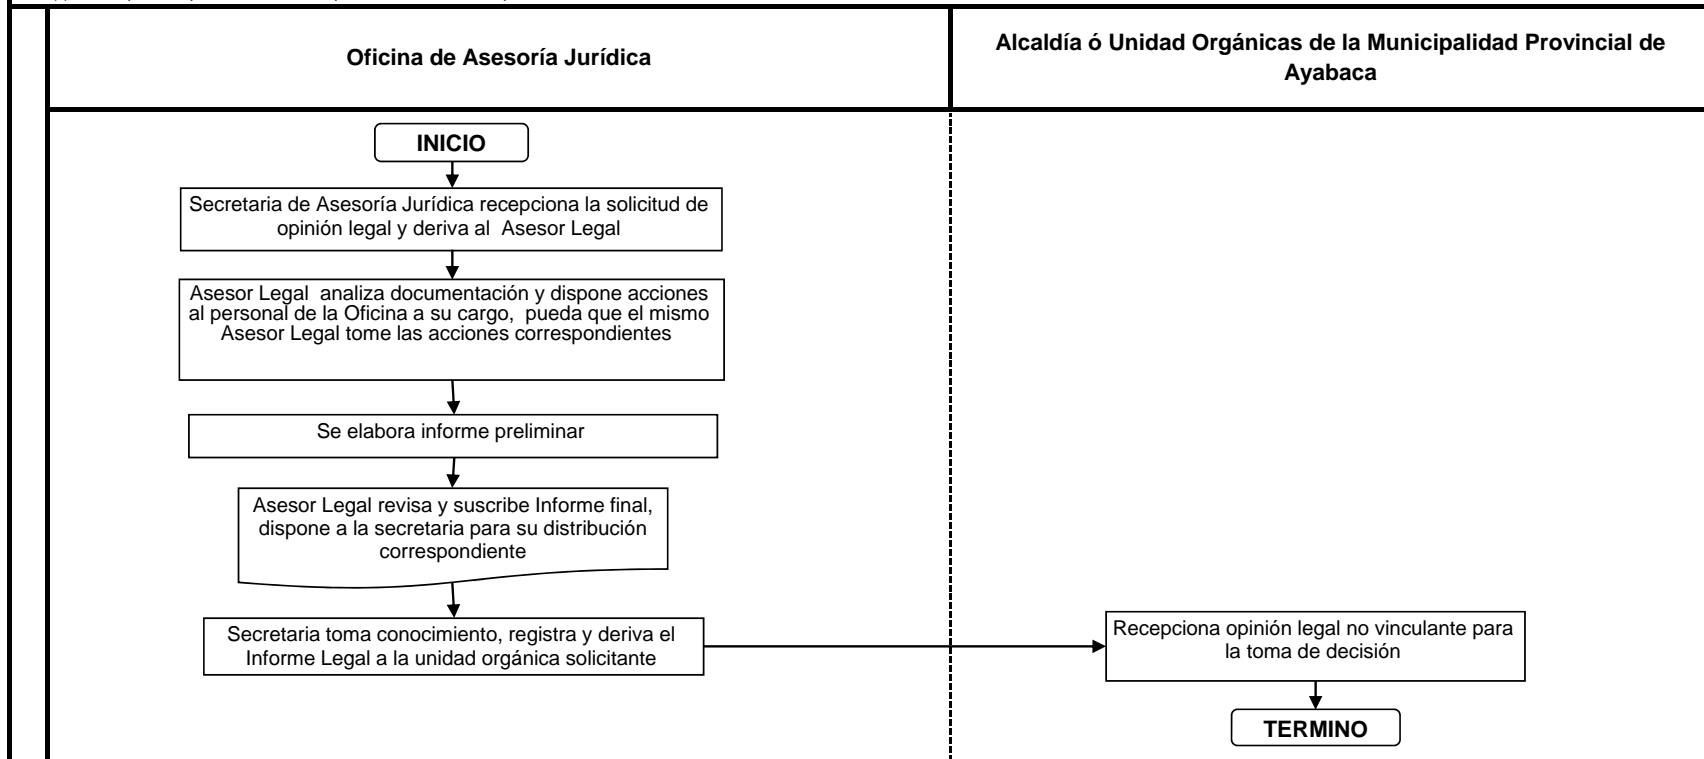 Oficina de Asesoría Jurídica
Alcaldía ó Unidad Orgánicas de la Municipalidad Provincial de
Ayabaca
INICIO
Secretaria de Asesoría Jurídica recepciona la solicitud de
opinión legal y deriva al Asesor Legal
Asesor Legal analiza documentación y dispone acciones
al personal de la Oficina a su cargo, pueda que el mismo
Asesor Legal tome las acciones correspondientes
Se elabora informe preliminar
Asesor Legal revisa y suscribe Informe final,
dispone a la secretaria para su distribución
correspondiente
Secretaria toma conocimiento, registra y deriva el
Informe Legal a la unidad orgánica solicitante
Recepciona opinión legal no vinculante para
la toma de decisión
TERMINO